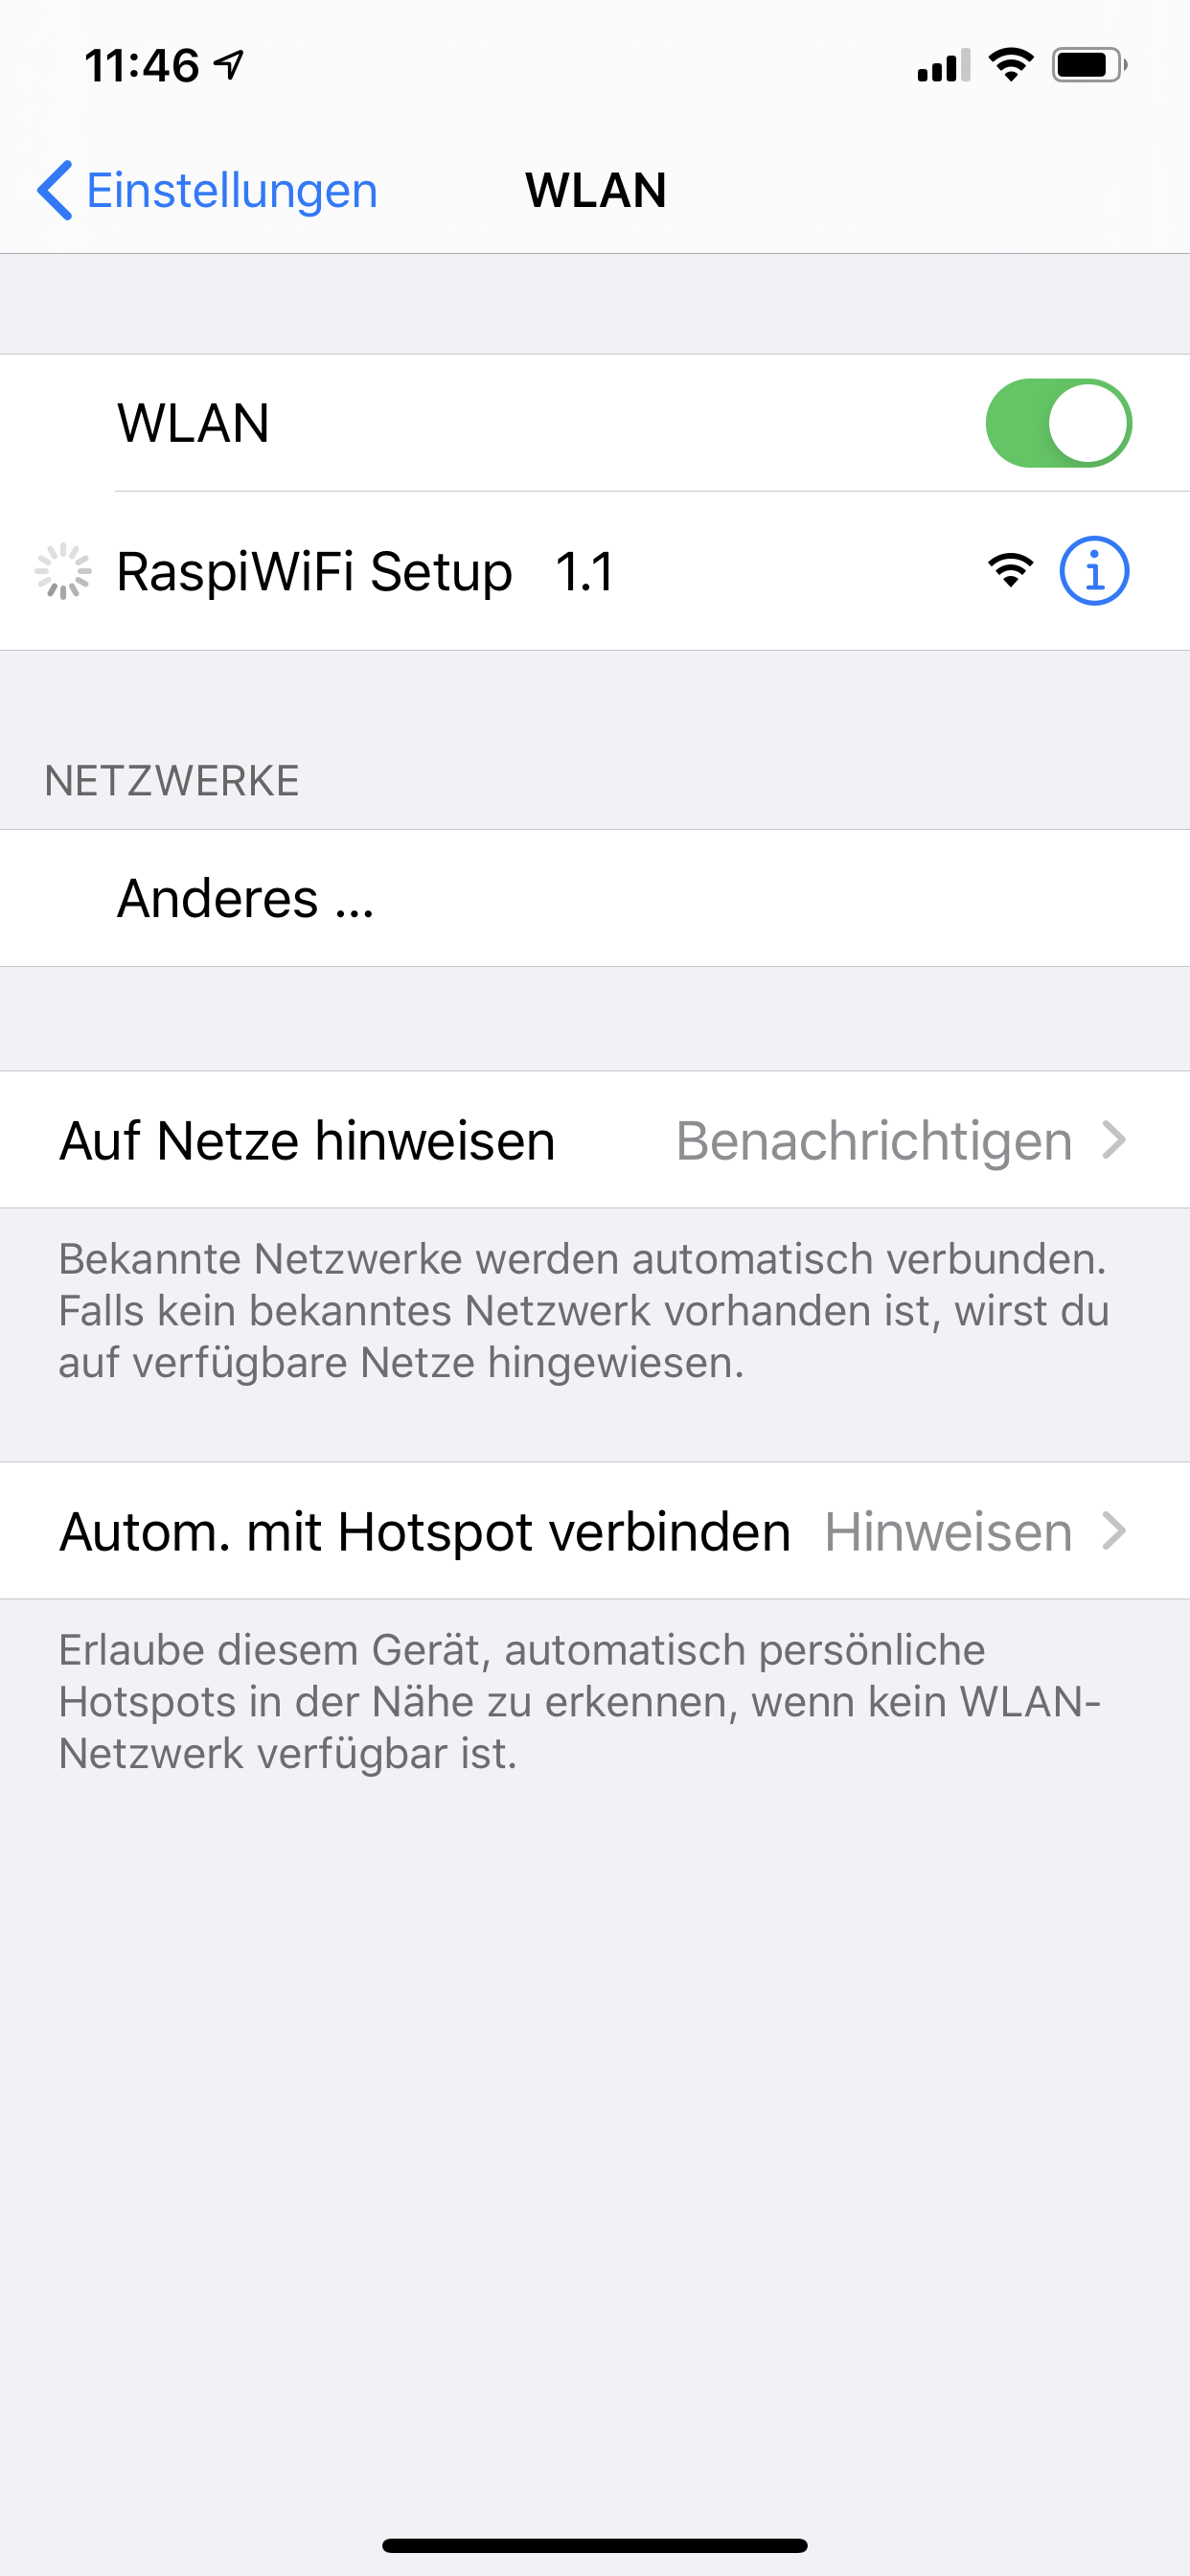 11:46
Einstellungen WLAN
WLAN
RaspiWiFi Setup 1.1
NETZWERKE
Anderes ...
Auf Netze hinweisen Benachrichtigen
Bekannte Netzwerke werden automatisch verbunden.
Falls kein bekanntes Netzwerk vorhanden ist, wirst du
auf verfügbare Netze hingewiesen.
Autom. mit Hotspot verbinden Hinweisen
Erlaube diesem Gerät, automatisch persönliche
Hotspots in der Nähe zu erkennen, wenn kein WLAN-
Netzwerk verfügbar ist.